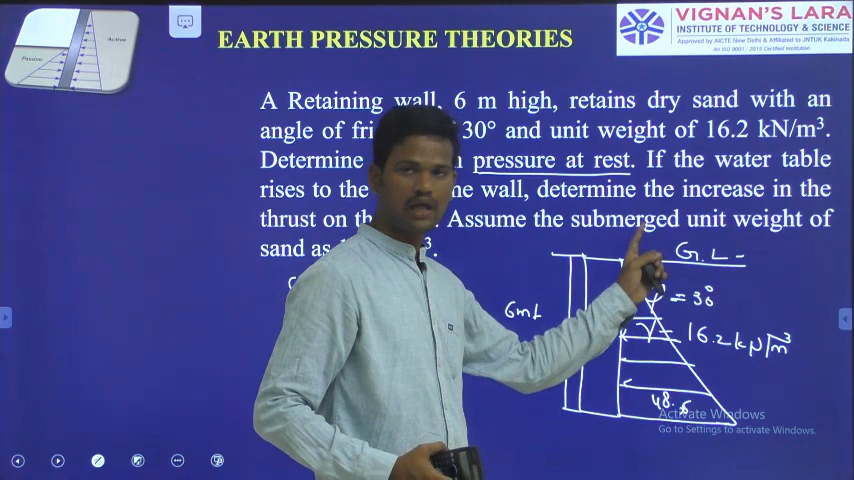 Active
Passive
EARTH PRESSURE THEORIES
VIGNAN'S LARA
INSTITUTE OF TECHNOLOGY & SCIENCE
Approved by AICTE New Delhi & Affiliated to JNTUK Kakinada
An ISO 9001 : 2015 Certified Institution
A Retaining wall, 6 m high, retains dry sand with an
angle of 30° and unit weight of 16.2 kN/m³.
Determine pressure at rest. If the water table
rises to the wall, determine the increase in the
thrust on Assume the submerged unit weight of
sand as
G.L -
= 30°
6mt
γ = 16.2 kN/m³
48.6
Activate Windows
Go to Settings to activate Windows.